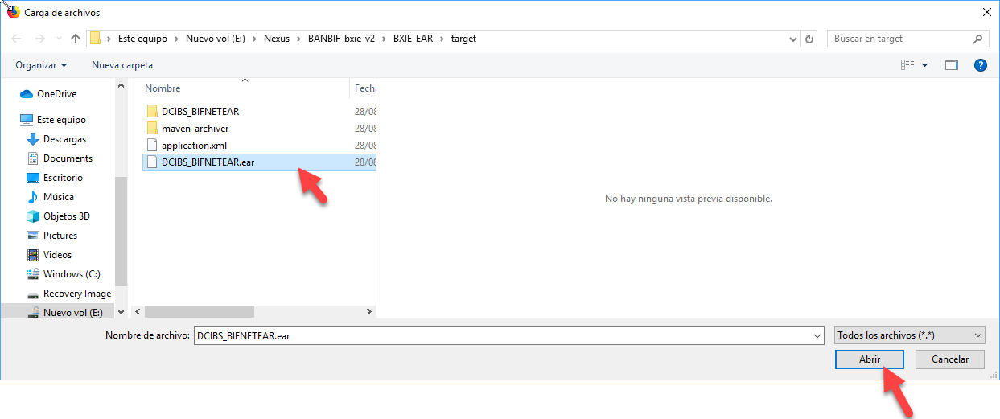 Carga de archivos
Este equipo > Nuevo vol (E:) > Nexus > BANBIF-bxie-v2 > BXIE_EAR > target
Buscar en target
Organizar
Nueva carpeta
OneDrive
Este equipo
Descargas
Documents
Escritorio
Música
Objetos 3D
Pictures
Videos
Windows (C:)
Recovery Image
Nuevo vol (E:)
Nombre Fecha
DCIBS_BIFNETEAR 28/08
maven-archiver 28/08
application.xml 28/08
DCIBS_BIFNETEAR.ear 28/08
No hay ninguna vista previa disponible.
Nombre de archivo: DCIBS_BIFNETEAR.ear
Todos los archivos (*.*)
Abrir
Cancelar